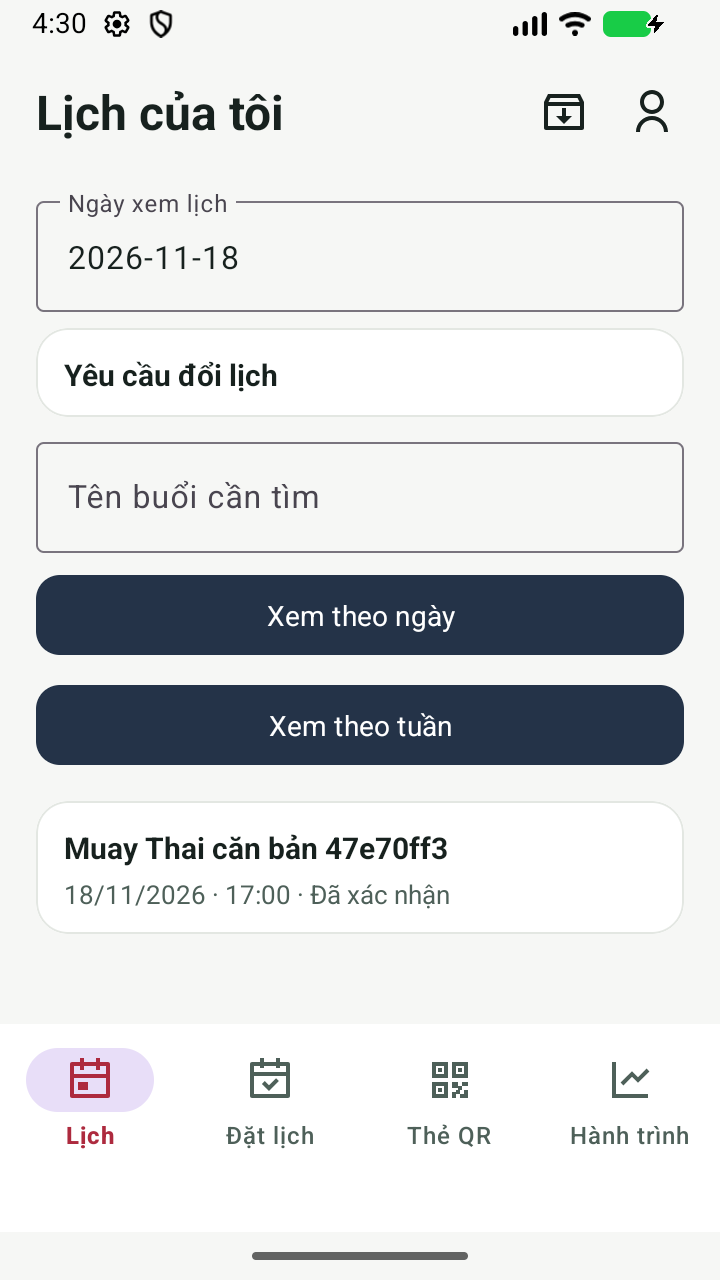 4:30
Lịch của tôi
Ngày xem lịch
2026-11-18
Yêu cầu đổi lịch
Tên buổi cần tìm
Xem theo ngày
Xem theo tuần
Muay Thai căn bản 47e70ff3
18/11/2026 · 17:00 · Đã xác nhận
Lịch
Đặt lịch
Thẻ QR
Hành trình